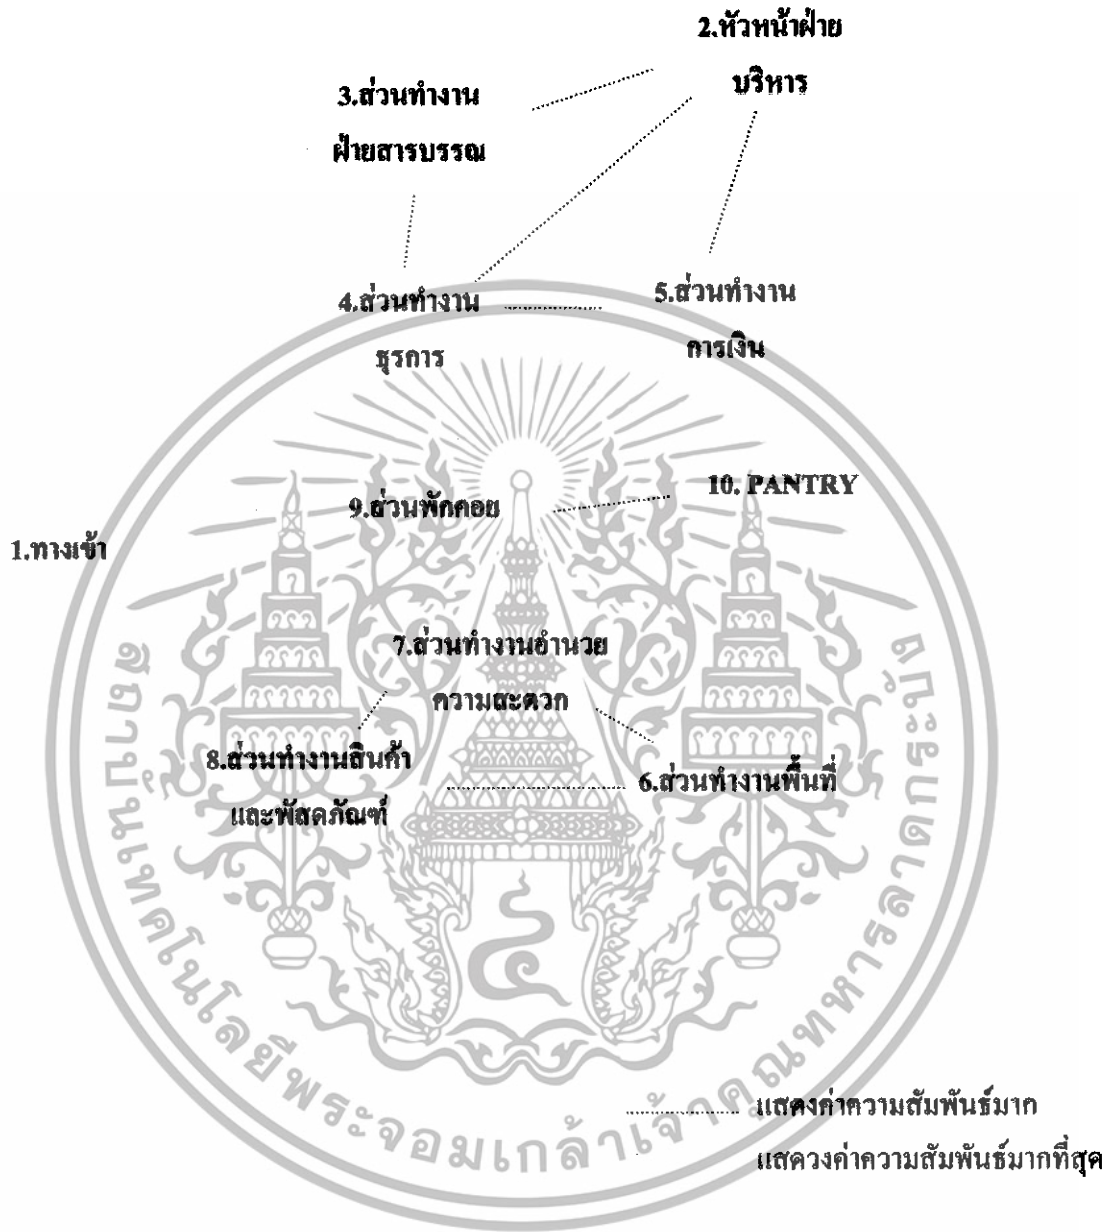 2.หัวหน้าฝ่าย
บริหาร
3.ส่วนทำงาน
ฝ่ายสารบรรณ
4.ส่วนทำงาน
ธุรการ
5.ส่วนทำงาน
การเงิน
9.ส่วนพักคอย
10. PANTRY
1.ทางเข้า
7.ส่วนทำงานอำนวย
ความสะดวก
8.ส่วนทำงานสินค้า
และพัสดภัณฑ์
6.ส่วนทำงานพื้นที่
แสดงค่าความสัมพันธ์มาก
แสดวงค่าความสัมพันธ์มากที่สุด
สถาบันเทคโนโลยีพระจอมเกล้าเจ้าคุณทหารลาดกระบัง